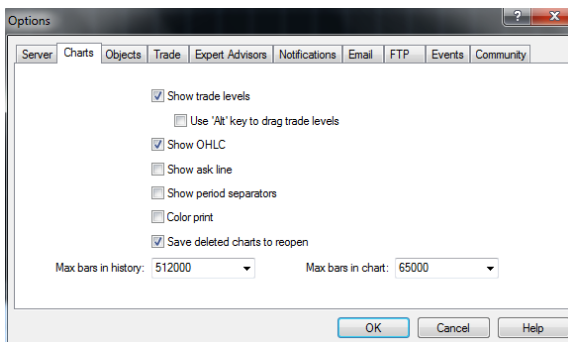 Options
?
X
Server Charts Objects Trade Expert Advisors Notifications Email FTP Events Community
Show trade levels
Use 'Alt' key to drag trade levels
Show OHLC
Show ask line
Show period separators
Color print
Save deleted charts to reopen
Max bars in history: 512000 Max bars in chart: 65000
OK Cancel Help